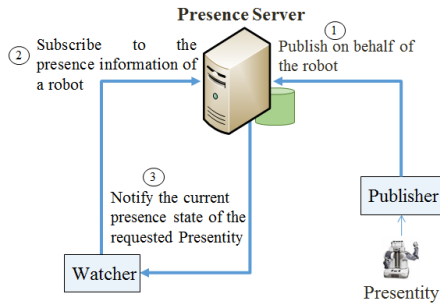 Presence Server
1
Publish on behalf of
the robot
2
Subscribe to the
presence information of
a robot
3
Notify the current
presence state of the
requested Presentity
Publisher
Watcher
Presentity